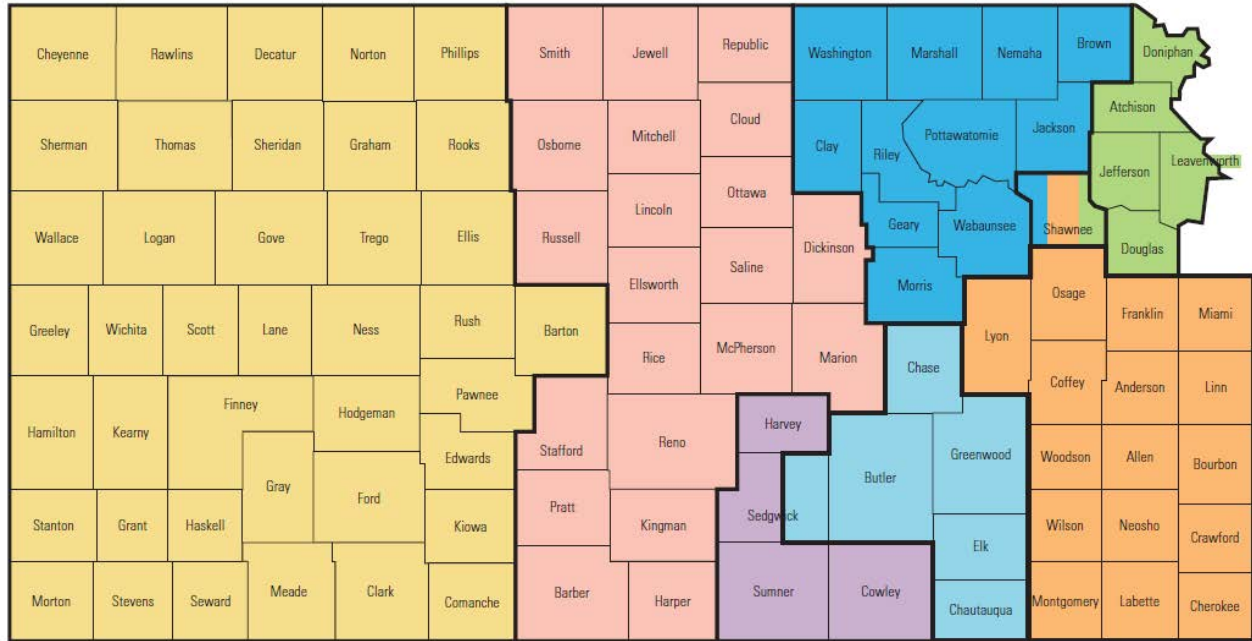 Cheyenne
Rawlins
Decatur
Norton
Phillips
Smith
Jewell
Republic
Washington
Marshall
Nemaha
Brown
Doniphan
Sherman
Thomas
Sheridan
Graham
Rooks
Osborne
Mitchell
Cloud
Clay
Riley
Pottawatomie
Jackson
Atchison
Jefferson
Leavenworth
Wallace
Logan
Gove
Trego
Ellis
Russell
Lincoln
Ottawa
Dickinson
Geary
Wabaunsee
Shawnee
Douglas
Greeley
Wichita
Scott
Lane
Ness
Rush
Barton
Ellsworth
Saline
Morris
Lyon
Osage
Franklin
Miami
Rice
McPherson
Marion
Chase
Coffey
Anderson
Linn
Hamilton
Kearny
Finney
Hodgeman
Pawnee
Edwards
Stafford
Reno
Harvey
Butler
Greenwood
Woodson
Allen
Bourbon
Gray
Ford
Stanton
Grant
Haskell
Kiowa
Pratt
Kingman
Sedgwick
Elk
Wilson
Neosho
Crawford
Morton
Stevens
Seward
Meade
Clark
Comanche
Barber
Harper
Sumner
Cowley
Chautauqua
Montgomery
Labette
Cherokee